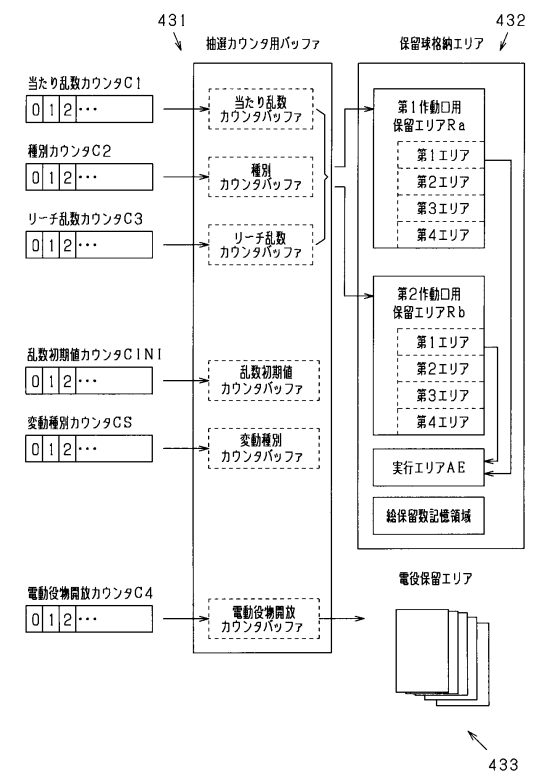 431
432
抽選カウンタ用バッファ
保留球格納エリア
当たり乱数カウンタC1
0 1 2 ･･･
当たり乱数
カウンタバッファ
種別カウンタC2
0 1 2 ･･･
種別
カウンタバッファ
リーチ乱数カウンタC3
0 1 2 ･･･
リーチ乱数
カウンタバッファ
第1作動口用
保留エリアRa
第1エリア
第2エリア
第3エリア
第4エリア
第2作動口用
保留エリアRb
第1エリア
第2エリア
第3エリア
第4エリア
乱数初期値カウンタCINI
0 1 2 ･･･
乱数初期値
カウンタバッファ
変動種別カウンタCS
0 1 2 ･･･
変動種別
カウンタバッファ
実行エリアAE
総保留数記憶領域
電動役物開放カウンタC4
0 1 2 ･･･
電動役物開放
カウンタバッファ
電役保留エリア
433